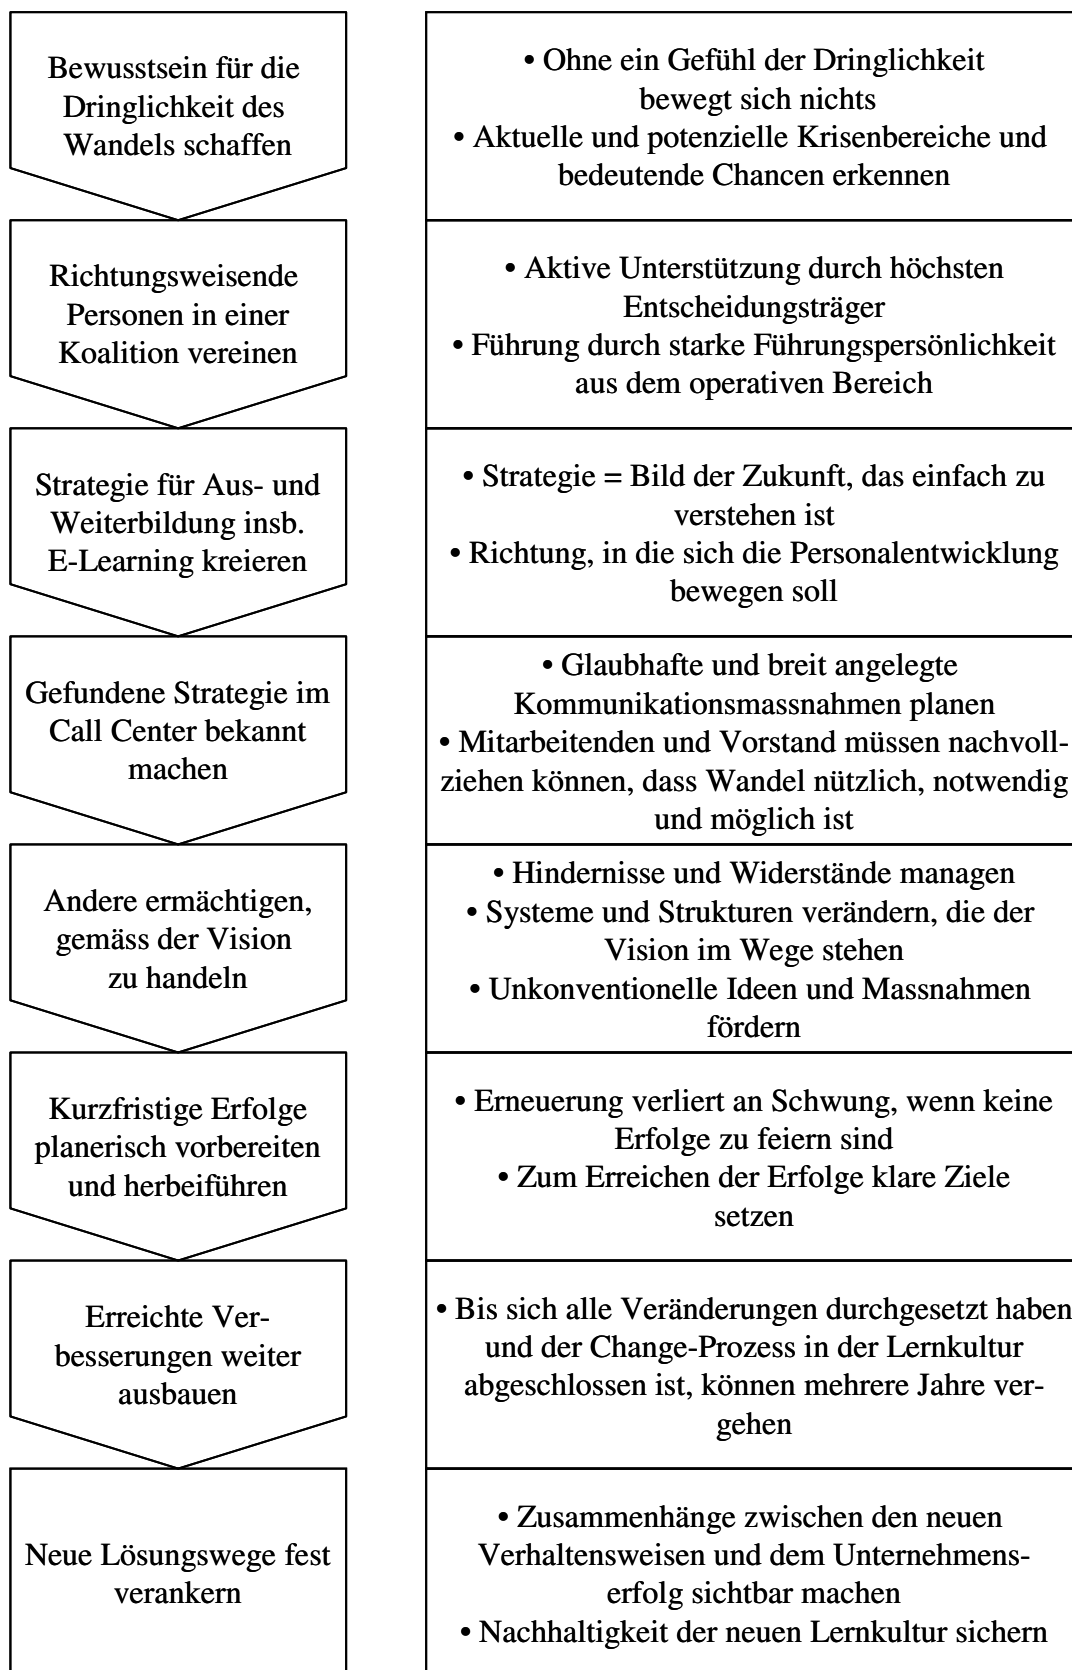 Bewusstsein für die
Dringlichkeit des
Wandels schaffen
• Ohne ein Gefühl der Dringlichkeit
bewegt sich nichts
• Aktuelle und potenzielle Krisenbereiche und
bedeutende Chancen erkennen
Richtungsweisende
Personen in einer
Koalition vereinen
• Aktive Unterstützung durch höchsten
Entscheidungsträger
• Führung durch starke Führungspersönlichkeit
aus dem operativen Bereich
Strategie für Aus- und
Weiterbildung insb.
E-Learning kreieren
• Strategie = Bild der Zukunft, das einfach zu
verstehen ist
• Richtung, in die sich die Personalentwicklung
bewegen soll
Gefundene Strategie im
Call Center bekannt
machen
• Glaubhafte und breit angelegte
Kommunikationsmassnahmen planen
• Mitarbeitenden und Vorstand müssen nachvoll-
ziehen können, dass Wandel nützlich, notwendig
und möglich ist
Andere ermächtigen,
gemäss der Vision
zu handeln
• Hindernisse und Widerstände managen
• Systeme und Strukturen verändern, die der
Vision im Wege stehen
• Unkonventionelle Ideen und Massnahmen
fördern
Kurzfristige Erfolge
planerisch vorbereiten
und herbeiführen
• Erneuerung verliert an Schwung, wenn keine
Erfolge zu feiern sind
• Zum Erreichen der Erfolge klare Ziele
setzen
Erreichte Ver-
besserungen weiter
ausbauen
• Bis sich alle Veränderungen durchgesetzt haben
und der Change-Prozess in der Lernkultur
abgeschlossen ist, können mehrere Jahre ver-
gehen
Neue Lösungswege fest
verankern
• Zusammenhänge zwischen den neuen
Verhaltensweisen und dem Unternehmens-
erfolg sichtbar machen
• Nachhaltigkeit der neuen Lernkultur sichern